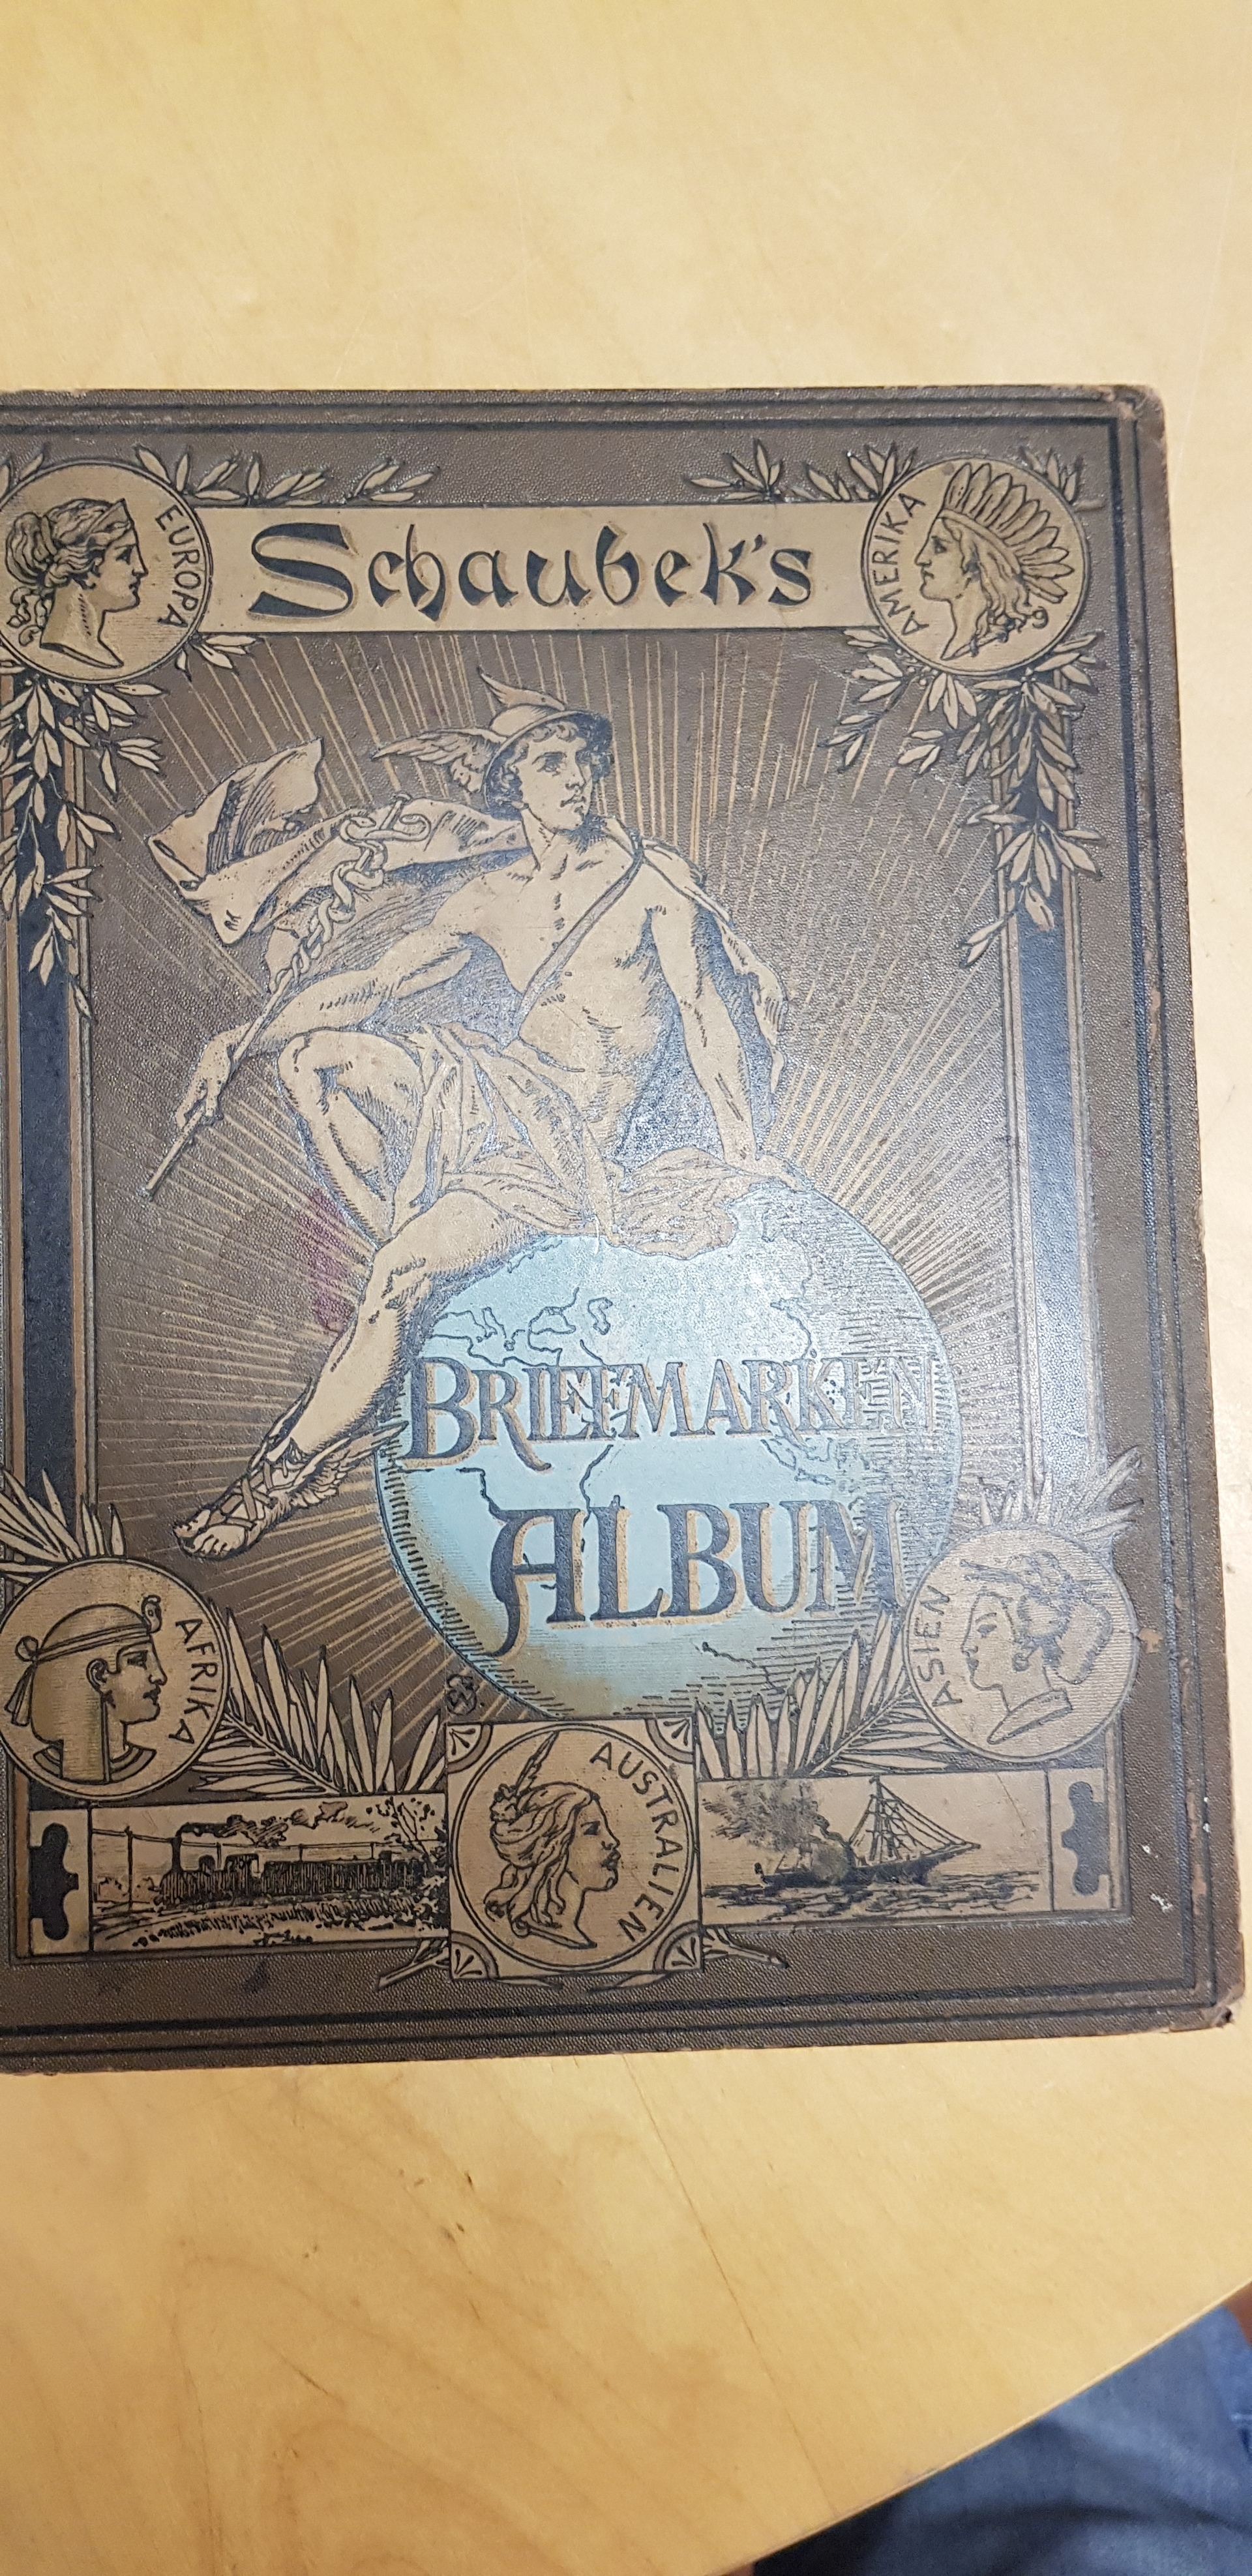 Schaubek's
EUROPA
AMERIKA
BRIEFMARKEN
ALBUM
AFRIKA
ASIEN
AUSTRALIEN